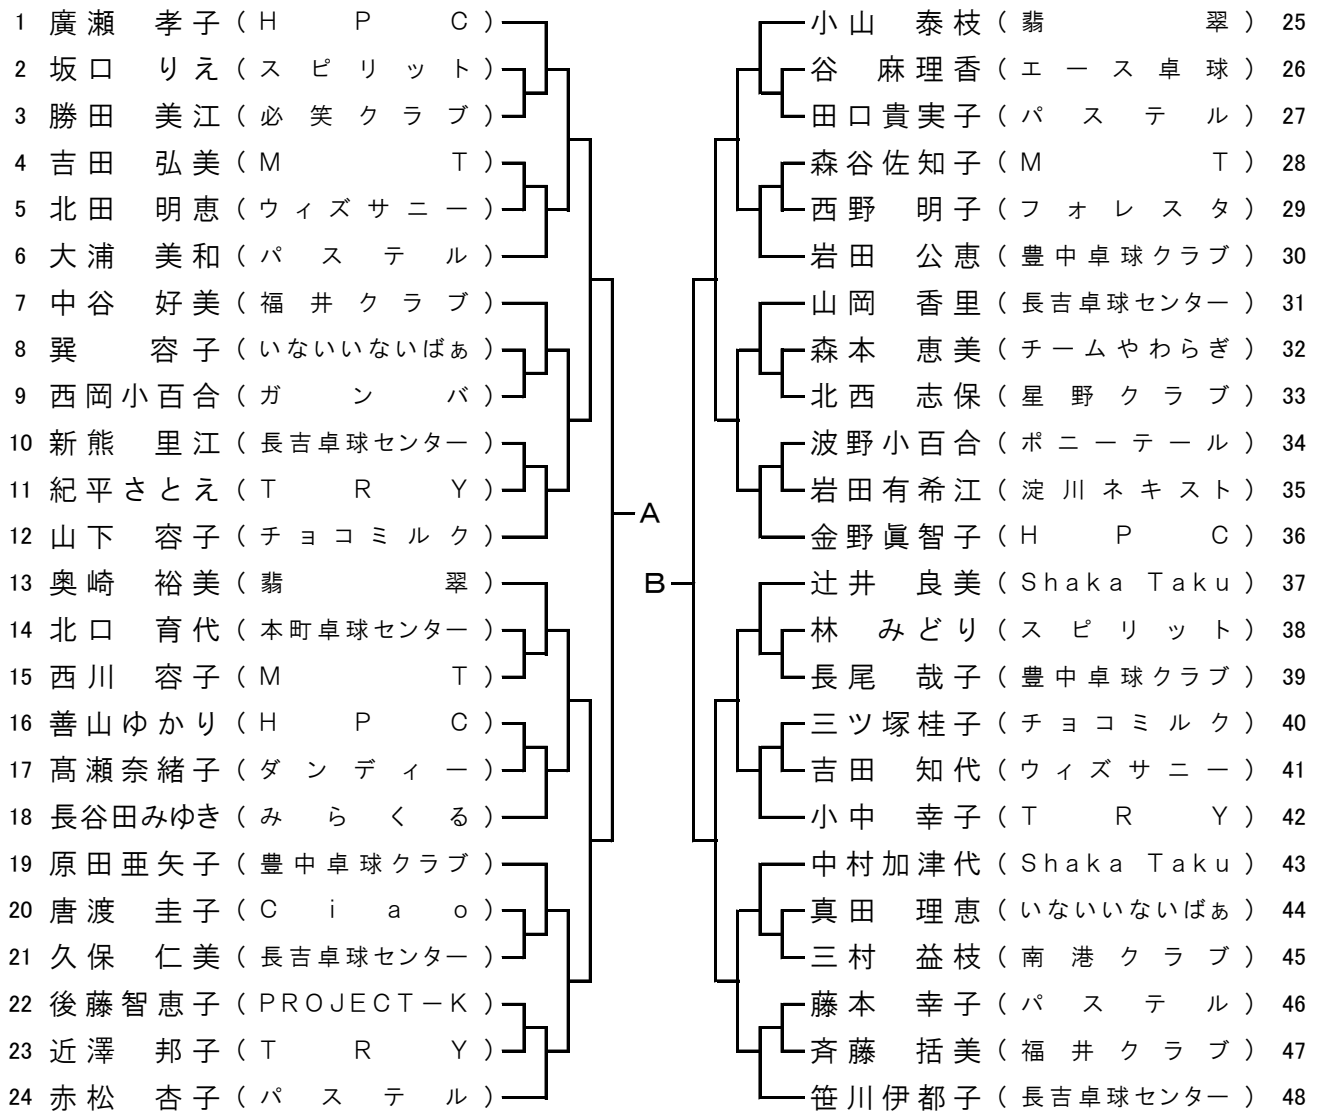 1 廣瀬 孝子 (HPC)
2 坂口 りえ (スピリット)
3 勝田 美江 (必笑クラブ)
4 吉田 弘美 (MT)
5 北田 明恵 (ウィズサニー)
6 大浦 美和 (パステル)
7 中谷 好美 (福井クラブ)
8 巽 容子 (いないいないばぁ)
9 西岡小百合 (ガンバ)
10 新熊 里江 (長吉卓球センター)
11 紀平さとえ (TRY)
12 山下 容子 (チョコミルク)
13 奥崎 裕美 (翡翠)
14 北口 育代 (本町卓球センター)
15 西川 容子 (MT)
16 善山ゆかり (HPC)
17 髙瀬奈緒子 (ダンディー)
18 長谷田みゆき (みらくる)
19 原田亜矢子 (豊中卓球クラブ)
20 唐渡 圭子 (Ciao)
21 久保 仁美 (長吉卓球センター)
22 後藤智恵子 (PROJECT－K)
23 近澤 邦子 (TRY)
24 赤松 杏子 (パステル)
A
B
小山 泰枝 (翡翠) 25
谷 麻理香 (エース卓球) 26
田口貴実子 (パステル) 27
森谷佐知子 (MT) 28
西野 明子 (フォレスタ) 29
岩田 公恵 (豊中卓球クラブ) 30
山岡 香里 (長吉卓球センター) 31
森本 恵美 (チームやわらぎ) 32
北西 志保 (星野クラブ) 33
波野小百合 (ポニーテール) 34
岩田有希江 (淀川ネキスト) 35
金野眞智子 (HPC) 36
辻井 良美 (Shaka Taku) 37
林 みどり (スピリット) 38
長尾 哉子 (豊中卓球クラブ) 39
三ツ塚桂子 (チョコミルク) 40
吉田 知代 (ウィズサニー) 41
小中 幸子 (TRY) 42
中村加津代 (Shaka Taku) 43
真田 理恵 (いないいないばぁ) 44
三村 益枝 (南港クラブ) 45
藤本 幸子 (パステル) 46
斉藤 括美 (福井クラブ) 47
笹川伊都子 (長吉卓球センター) 48